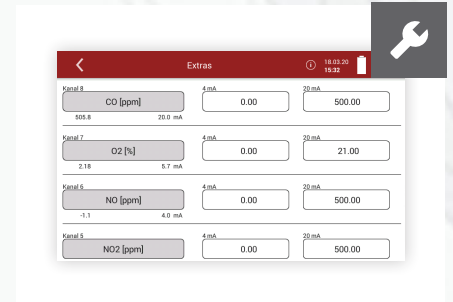 Extras
18.03.20
15:32
Kanal 8 4 mA 20 mA
CO [ppm] 0.00 500.00
505.8 20.0 mA
Kanal 7 4 mA 20 mA
O2 [%] 0.00 21.00
2.18 5.7 mA
Kanal 6 4 mA 20 mA
NO [ppm] 0.00 500.00
-1.1 4.0 mA
Kanal 5 4 mA 20 mA
NO2 [ppm] 0.00 500.00